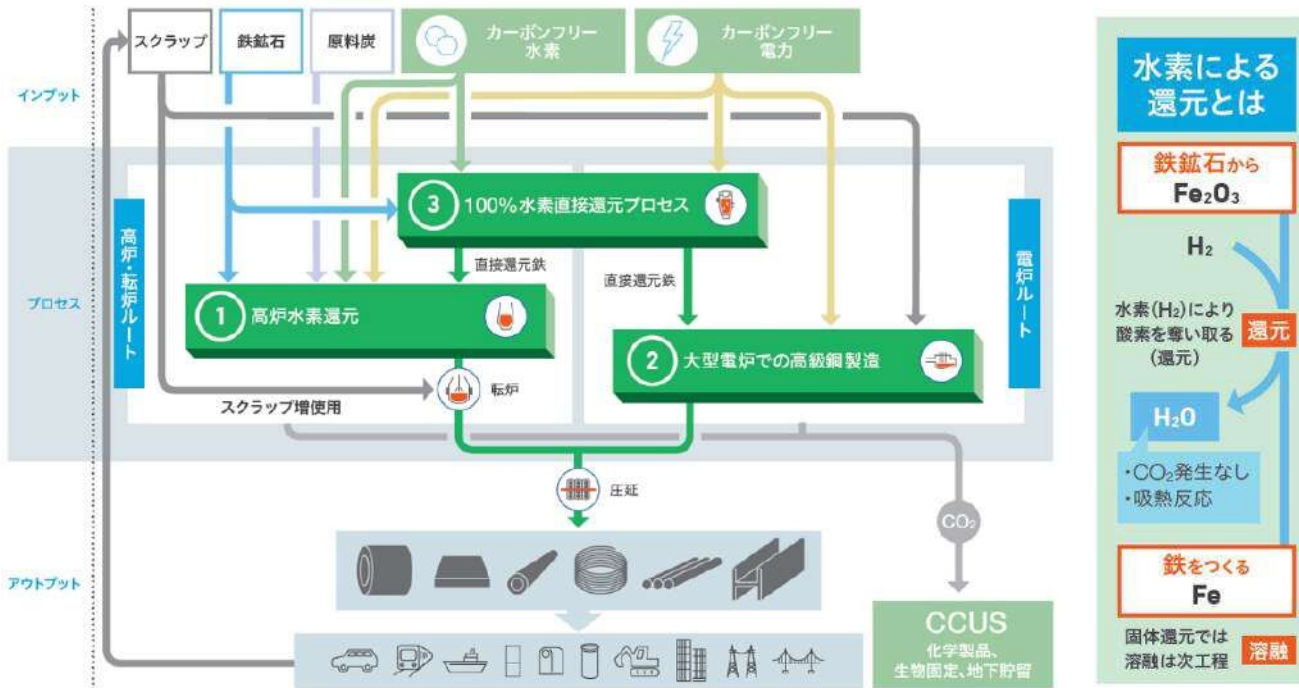 スクラップ
鉄鉱石
原料炭
カーボンフリー
水素
カーボンフリー
電力
インプット
プロセス
アウトプット
高炉・転炉ルート
電炉ルート
3 100%水素直接還元プロセス
直接還元鉄
直接還元鉄
1 高炉水素還元
2 大型電炉での高級鋼製造
転炉
スクラップ増使用
圧延
CO₂
CCUS
化学製品、
生物固定、地下貯留
水素による
還元とは
鉄鉱石から
Fe₂O₃
H₂
水素(H₂)により
酸素を奪い取る
(還元)
還元
H₂O
・CO₂発生なし
・吸熱反応
鉄をつくる
Fe
固体還元では
溶融は次工程
溶融